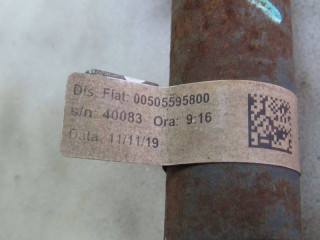 Dis. Fiat: 00505595800
s/n: 40083 Ora: 9:16
Data: 11/11/19